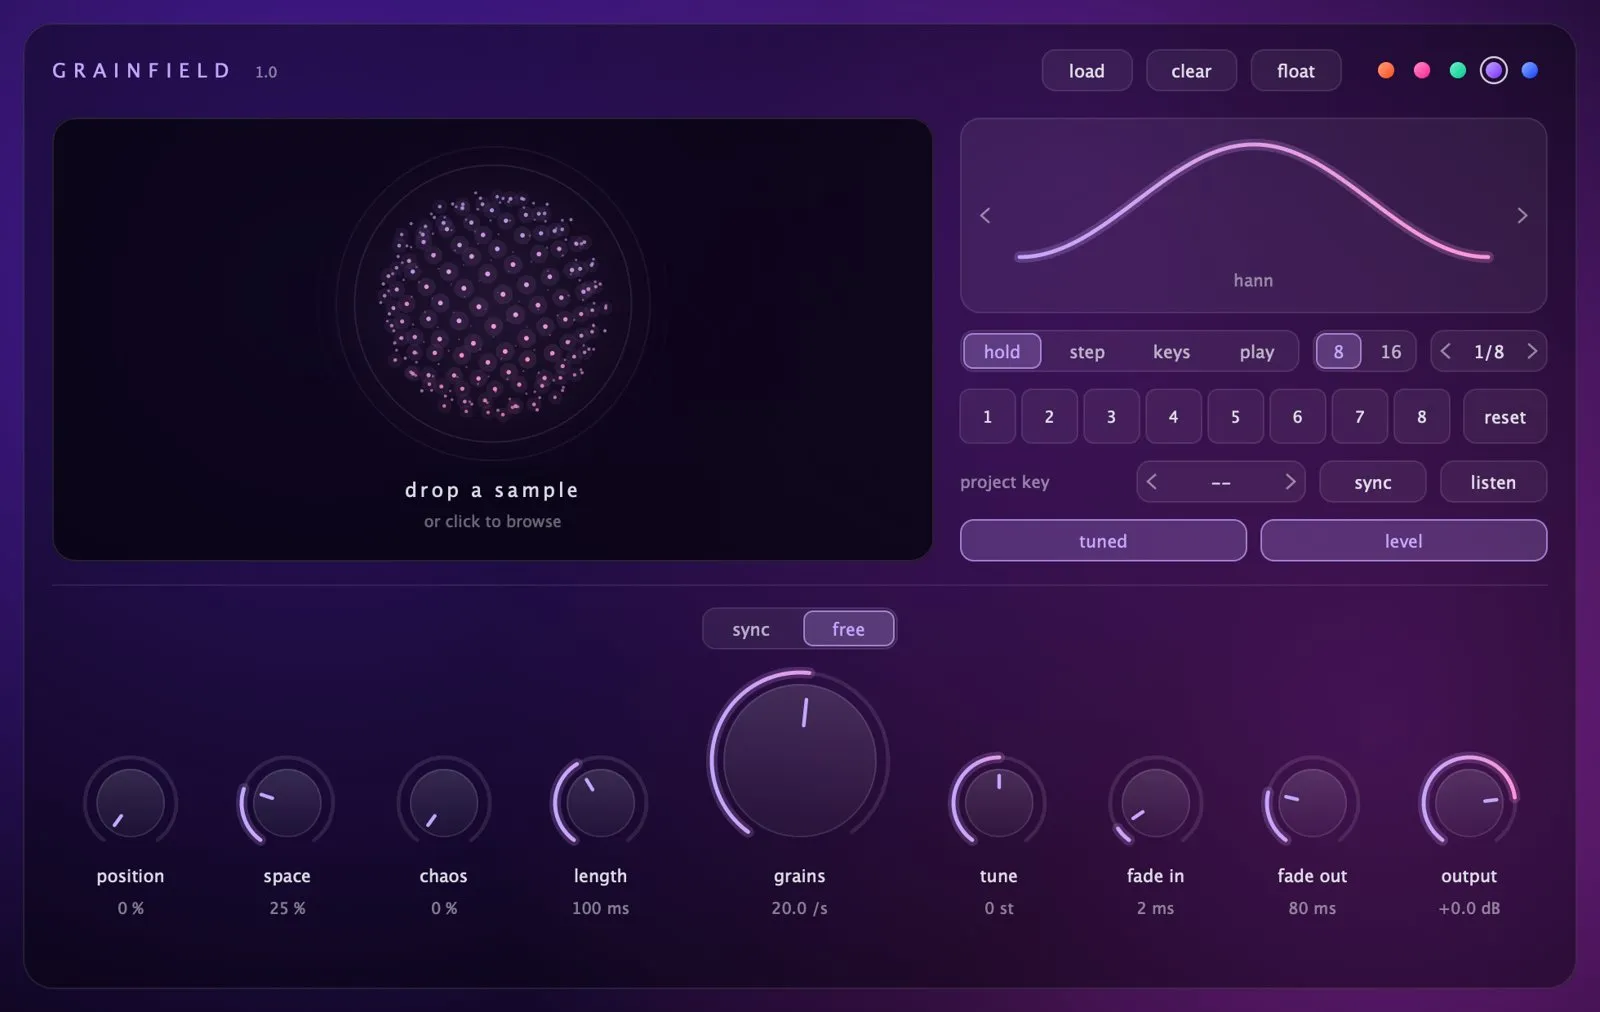 GRAINFIELD 1.0
load clear float
drop a sample
or click to browse
hann
hold step keys play 8 16 < 1/8 >
1 2 3 4 5 6 7 8 reset
project key < -- > sync listen
tuned level
sync free
position space chaos length grains tune fade in fade out output
0 % 25 % 0 % 100 ms 20.0 /s 0 st 2 ms 80 ms +0.0 dB